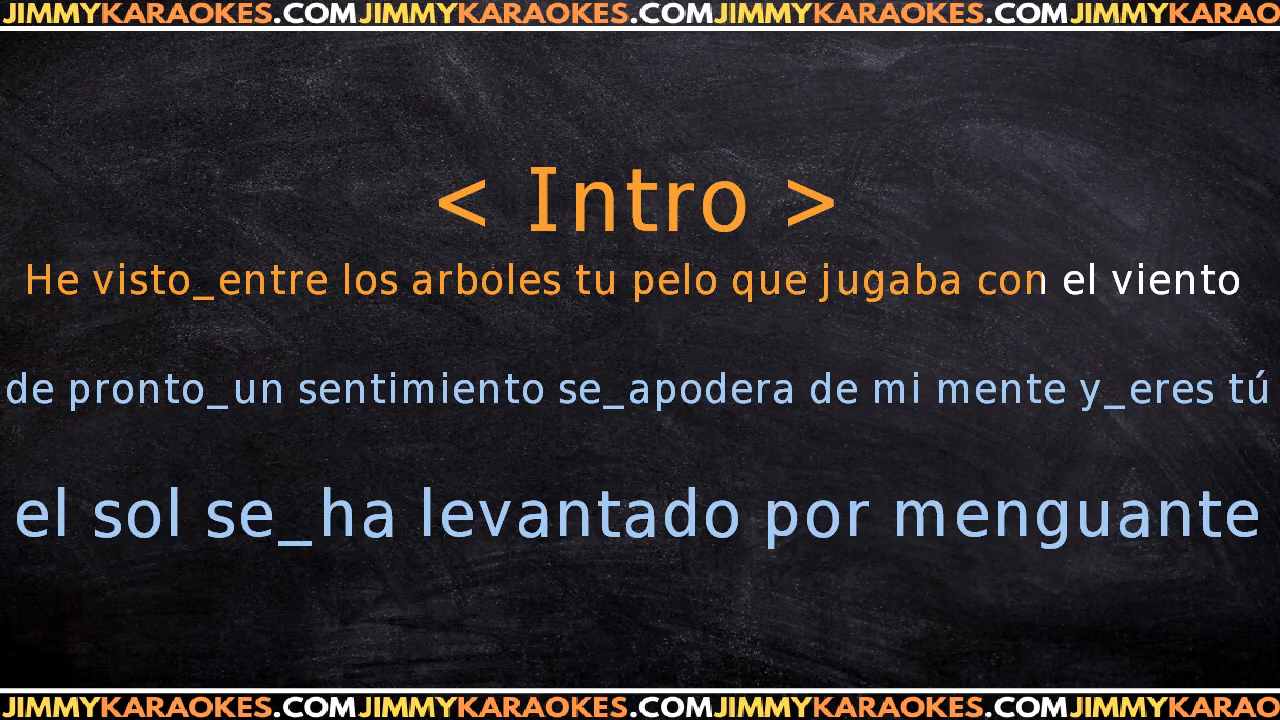 JIMMYKARAOKES.COMJIMMYKARAOKES.COMJIMMYKARAOKES.COMJIMMYKARAO
< Intro >
He visto_entre los arboles tu pelo que jugaba con el viento
de pronto_un sentimiento se_apodera de mi mente y_eres tú
el sol se_ha levantado por menguante
JIMMYKARAOKES.COMJIMMYKARAOKES.COMJIMMYKARAOKES.COMJIMMYKARAO